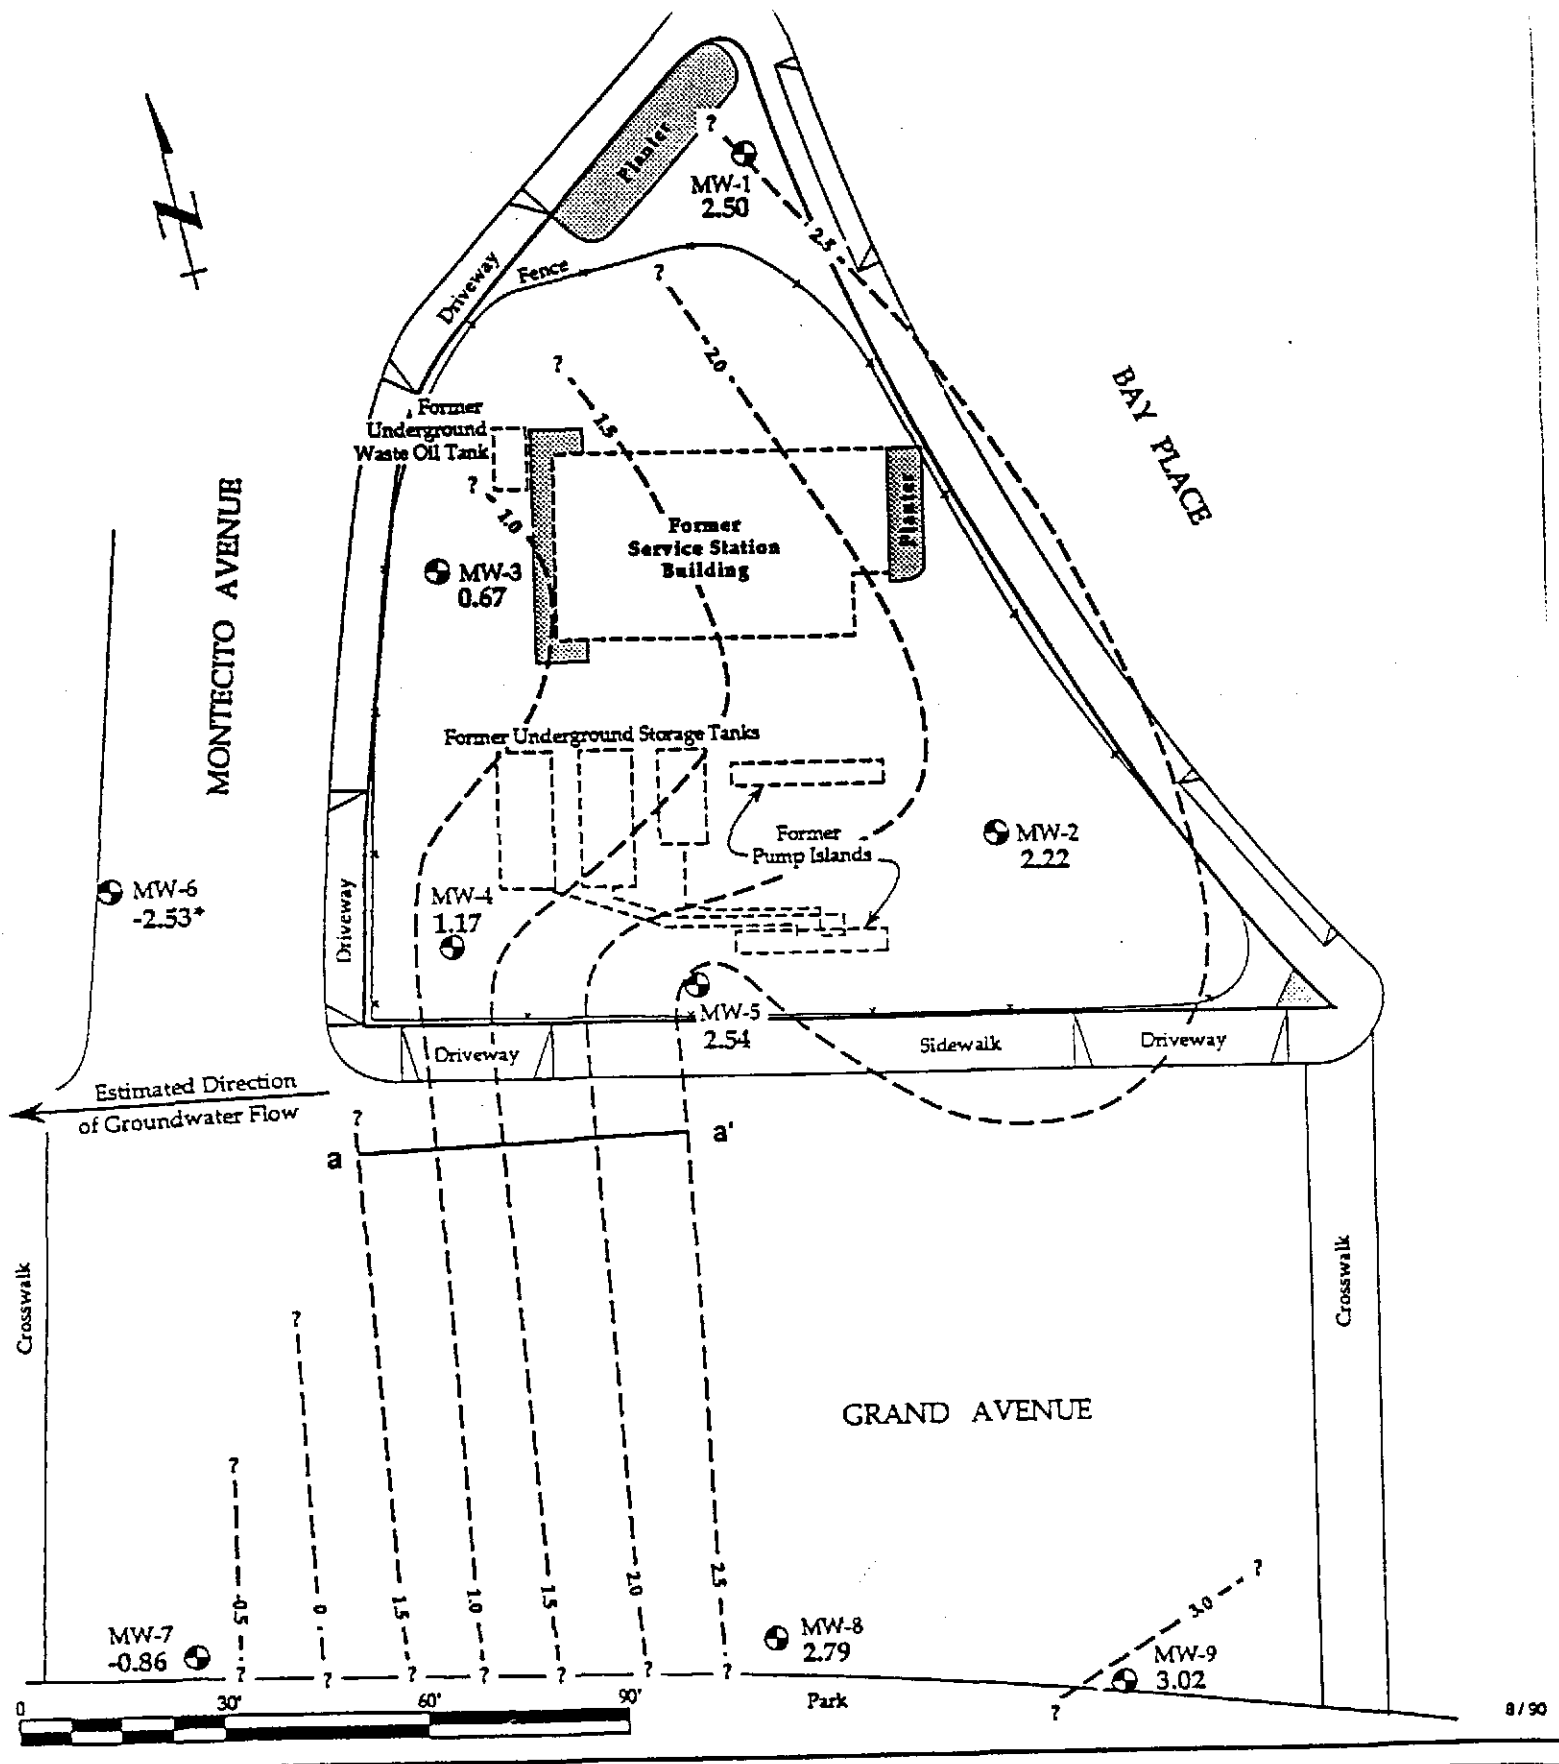 ?
Planter
MW-1
2.50
2.5
N
Driveway
Fence
?
2.0
?
1.5
BAY PLACE
Former
Underground
Waste Oil Tank
?
1.0
MONTECITO AVENUE
Former
Service Station
Building
Planter
MW-3
0.67
Former Underground Storage Tanks
Former
Pump Islands
MW-2
2.22
MW-6
-2.53*
Driveway
MW-4
1.17
MW-5
2.54
Driveway
Sidewalk
Driveway
Estimated Direction
of Groundwater Flow
?
a
a'
Crosswalk
Crosswalk
?
?
GRAND AVENUE
-0.5
0
1.5
1.0
1.5
2.0
2.5
?
3.0
MW-7
-0.86
MW-8
2.79
MW-9
3.02
? ? ? ? ? ? ?
?
Park
0 30' 60' 90'
8/90